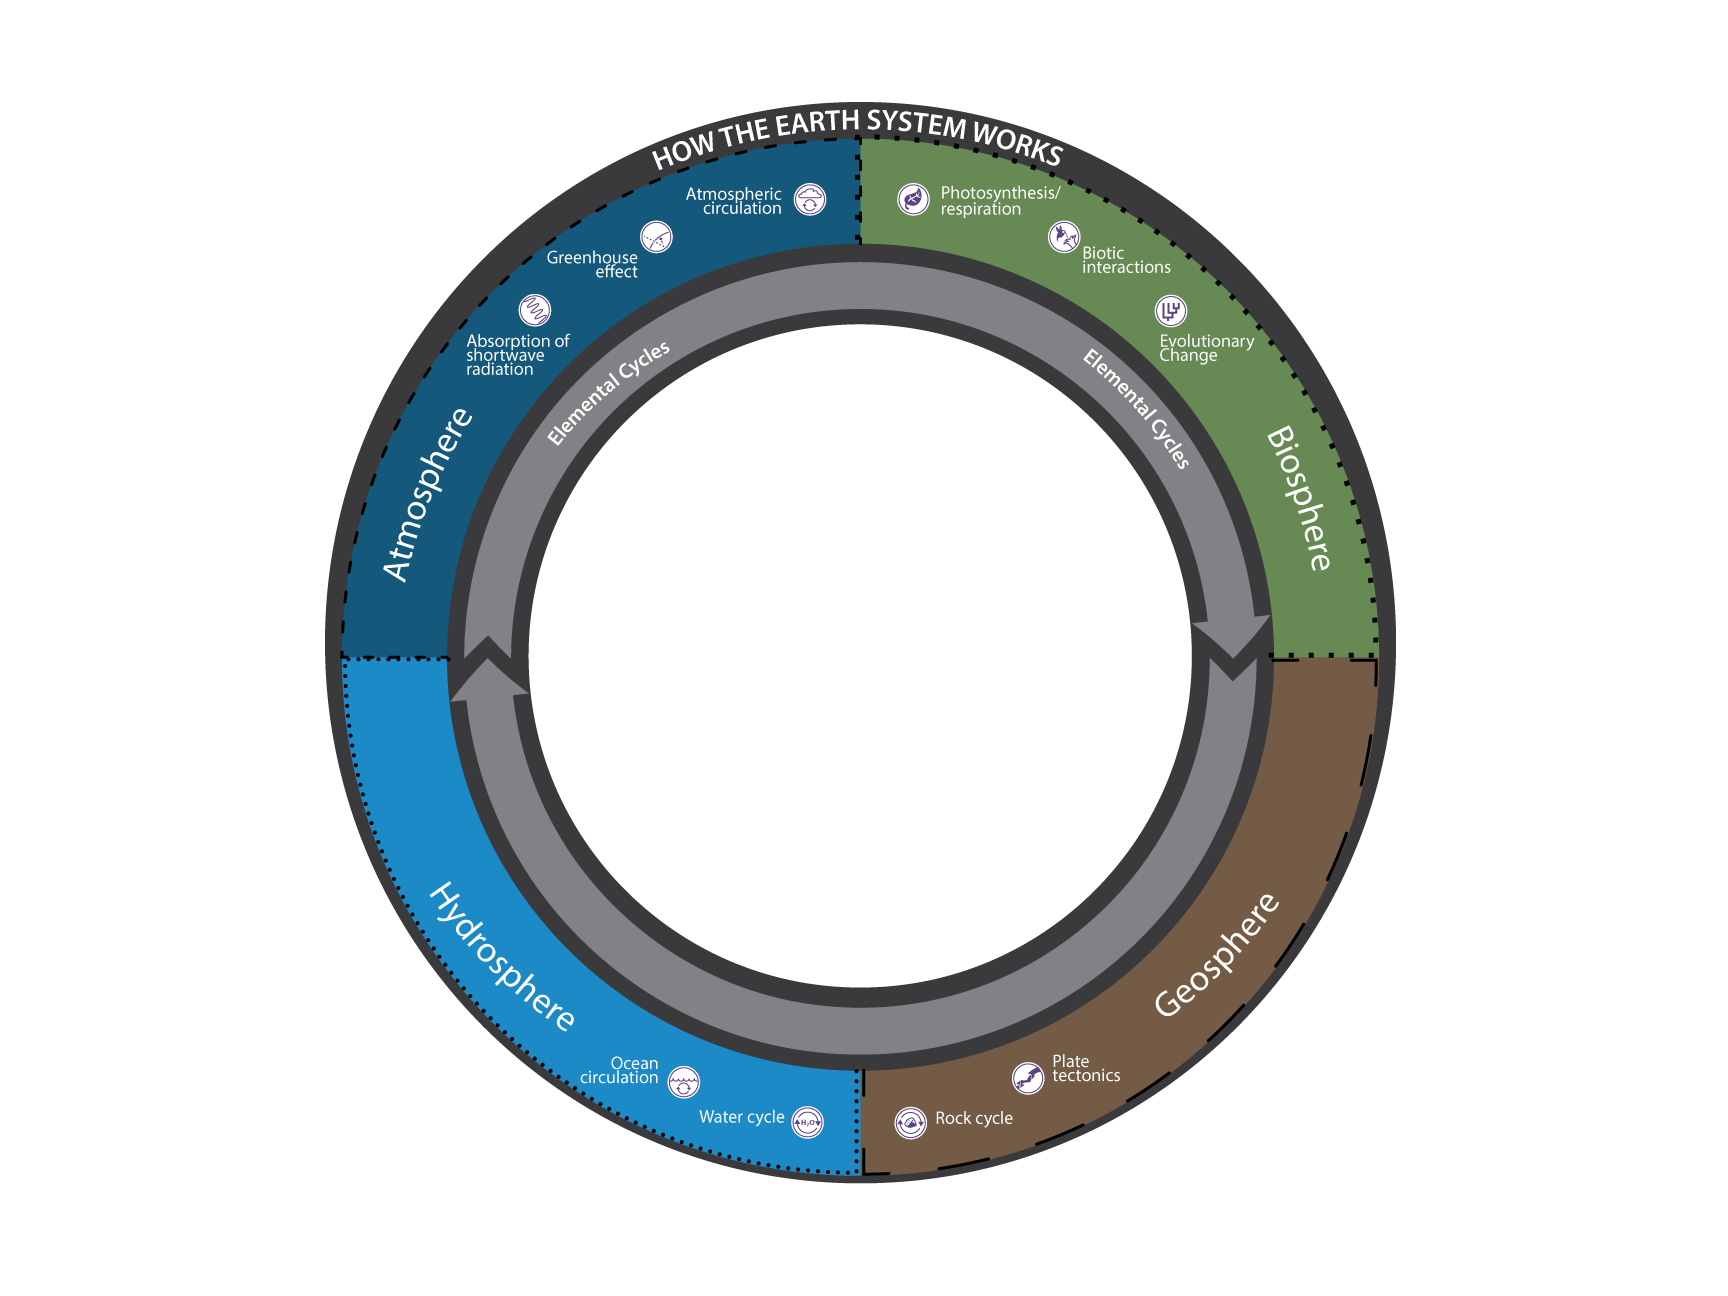 HOW THE EARTH SYSTEM WORKS
Atmospheric
circulation
Greenhouse
effect
Absorption of
shortwave
radiation
Atmosphere
Photosynthesis/
respiration
Biotic
interactions
Evolutionary
Change
Biosphere
Elemental Cycles
Elemental Cycles
Hydrosphere
Ocean
circulation
Water cycle
H₂O
Geosphere
Plate
tectonics
Rock cycle